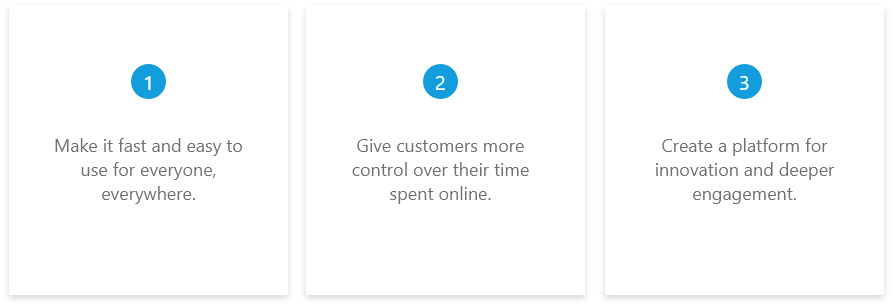 1
Make it fast and easy to
use for everyone,
everywhere.
2
Give customers more
control over their time
spent online.
3
Create a platform for
innovation and deeper
engagement.